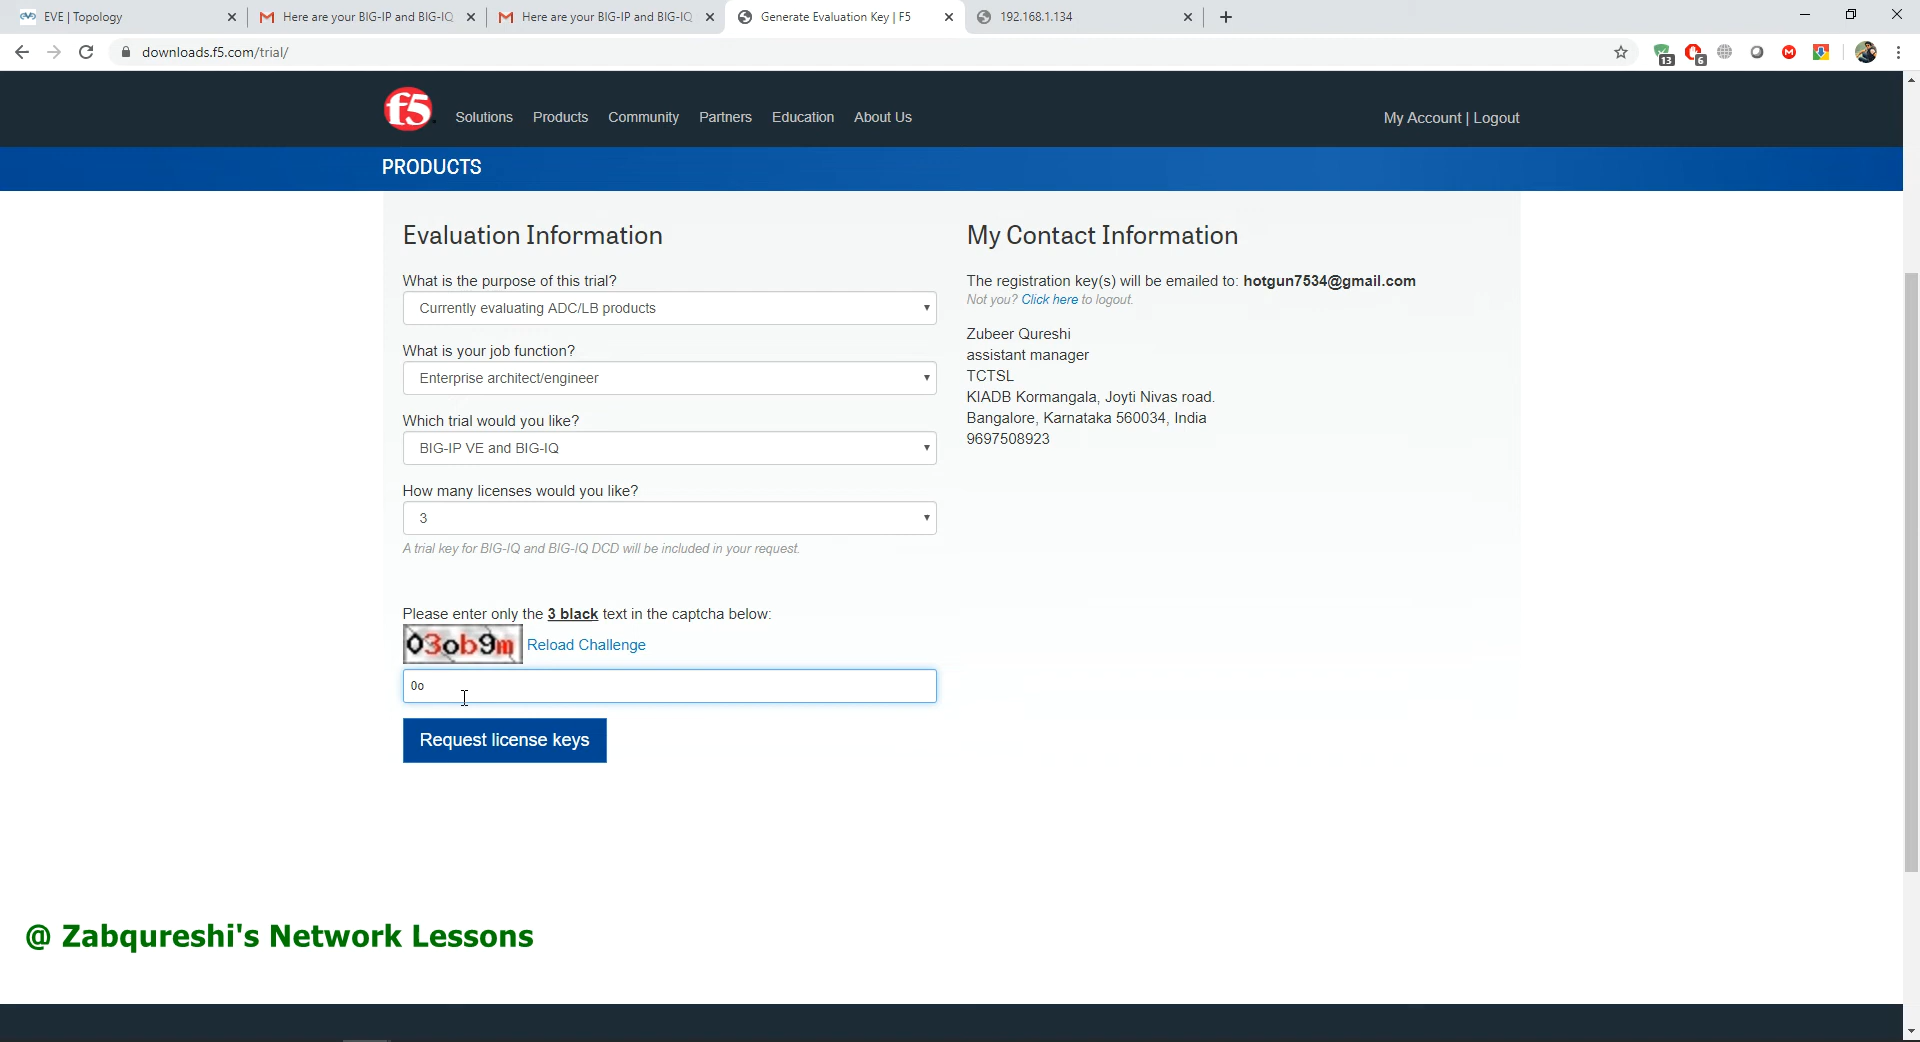 EVE | Topology
Here are your BIG-IP and BIG-IQ
Here are your BIG-IP and BIG-IQ
Generate Evaluation Key | F5
192.168.1.134
downloads.f5.com/trial/
13
6
f5
Solutions
Products
Community
Partners
Education
About Us
My Account | Logout
PRODUCTS
Evaluation Information
What is the purpose of this trial?
Currently evaluating ADC/LB products
What is your job function?
Enterprise architect/engineer
Which trial would you like?
BIG-IP VE and BIG-IQ
How many licenses would you like?
3
A trial key for BIG-IQ and BIG-IQ DCD will be included in your request.
Please enter only the 3 black text in the captcha below:
03ob9m
Reload Challenge
0o
Request license keys
My Contact Information
The registration key(s) will be emailed to: hotgun7534@gmail.com
Not you? Click here to logout.
Zubeer Qureshi
assistant manager
TCTSL
KIADB Kormangala, Joyti Nivas road.
Bangalore, Karnataka 560034, India
9697508923
@ Zabqureshi's Network Lessons